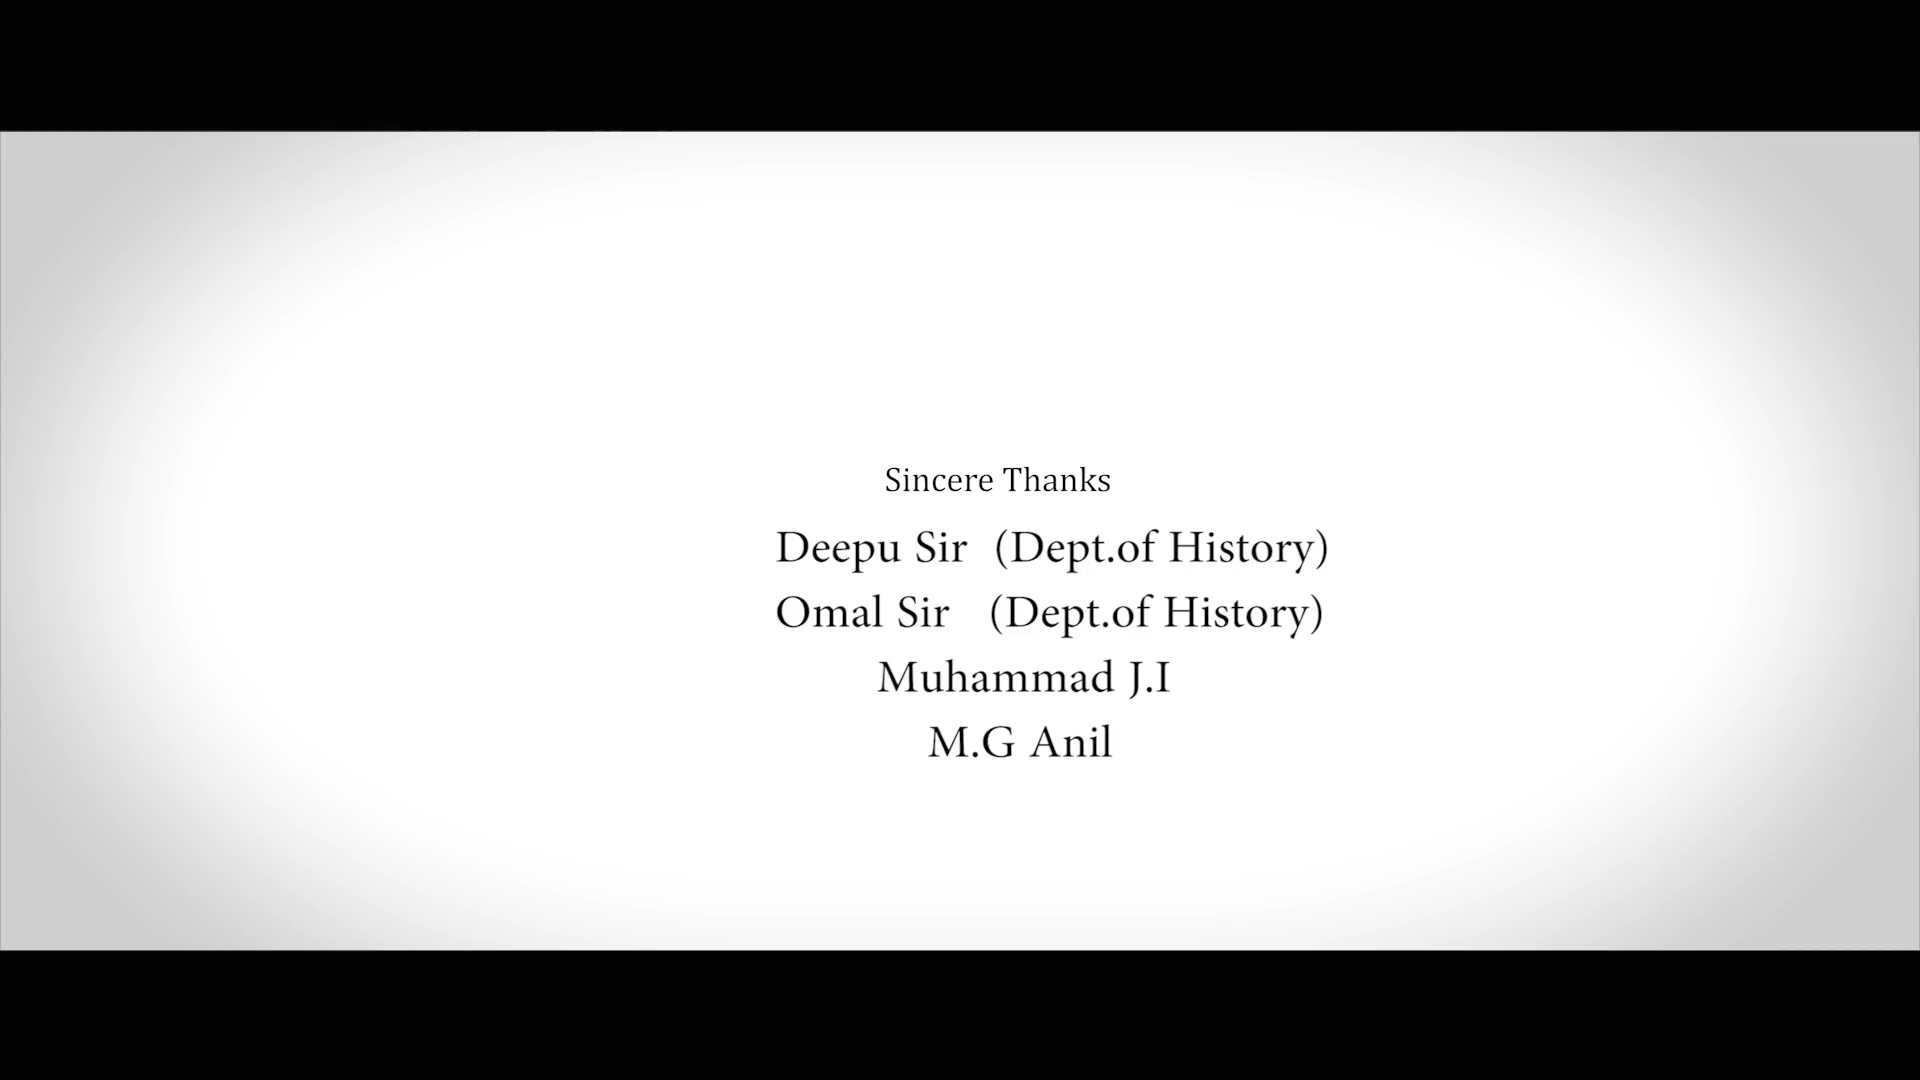 Sincere Thanks
Deepu Sir (Dept.of History)
Omal Sir (Dept.of History)
Muhammad J.I
M.G Anil